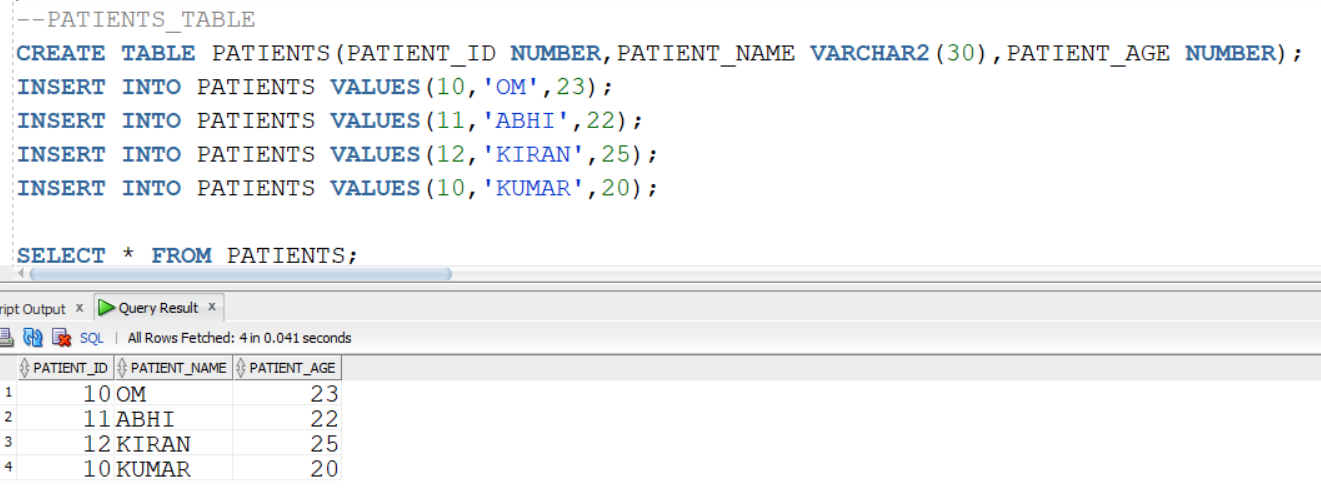 --PATIENTS_TABLE
CREATE TABLE PATIENTS(PATIENT_ID NUMBER,PATIENT_NAME VARCHAR2(30),PATIENT_AGE NUMBER);
INSERT INTO PATIENTS VALUES(10,'OM',23);
INSERT INTO PATIENTS VALUES(11,'ABHI',22);
INSERT INTO PATIENTS VALUES(12,'KIRAN',25);
INSERT INTO PATIENTS VALUES(10,'KUMAR',20);
SELECT * FROM PATIENTS;
ript Output x Query Result x
SQL | All Rows Fetched: 4 in 0.041 seconds
PATIENT_ID PATIENT_NAME PATIENT_AGE
1 10 OM 23
2 11 ABHI 22
3 12 KIRAN 25
4 10 KUMAR 20